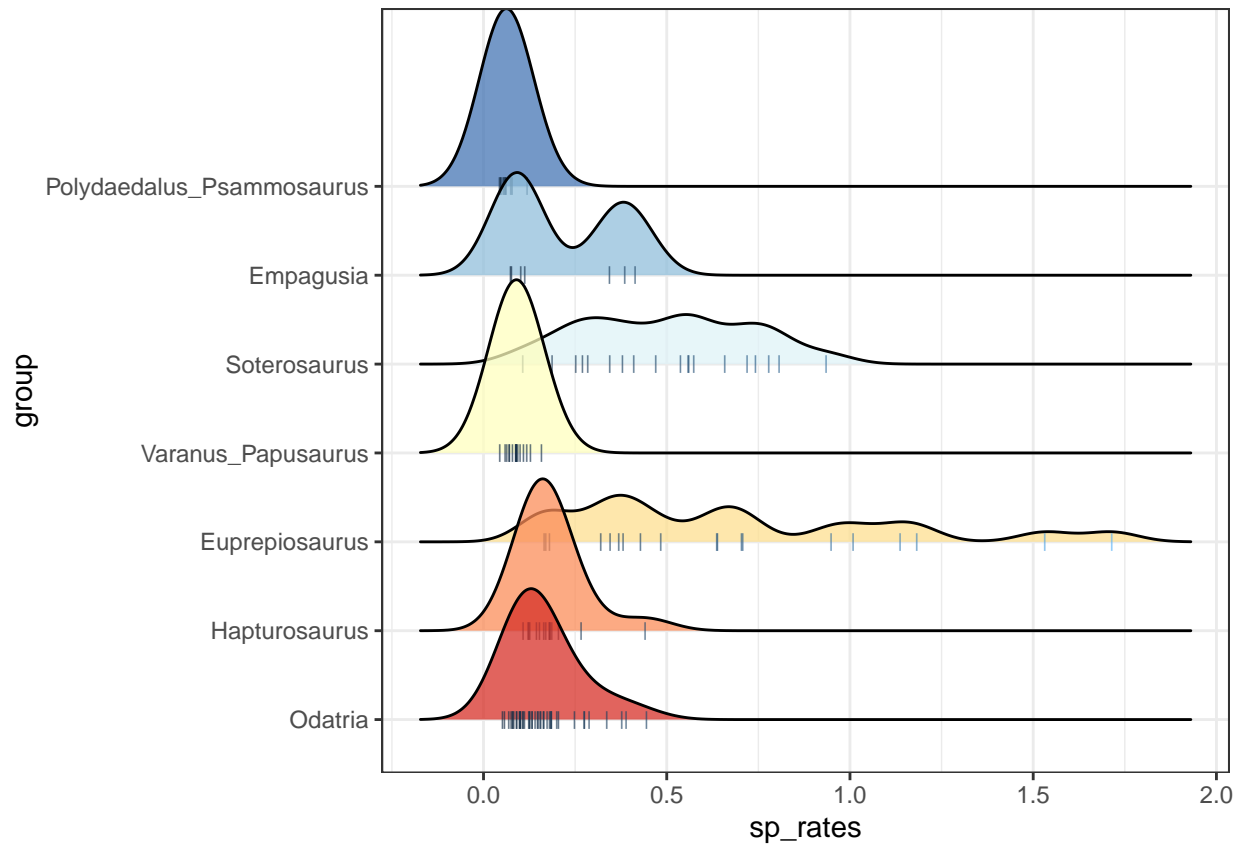 Polydaedalus_Psammosaurus
Empagusia
Soterosaurus
Varanus_Papusaurus
Euprepiosaurus
Hapturosaurus
Odatria
group
0.0 0.5 1.0 1.5 2.0
sp_rates